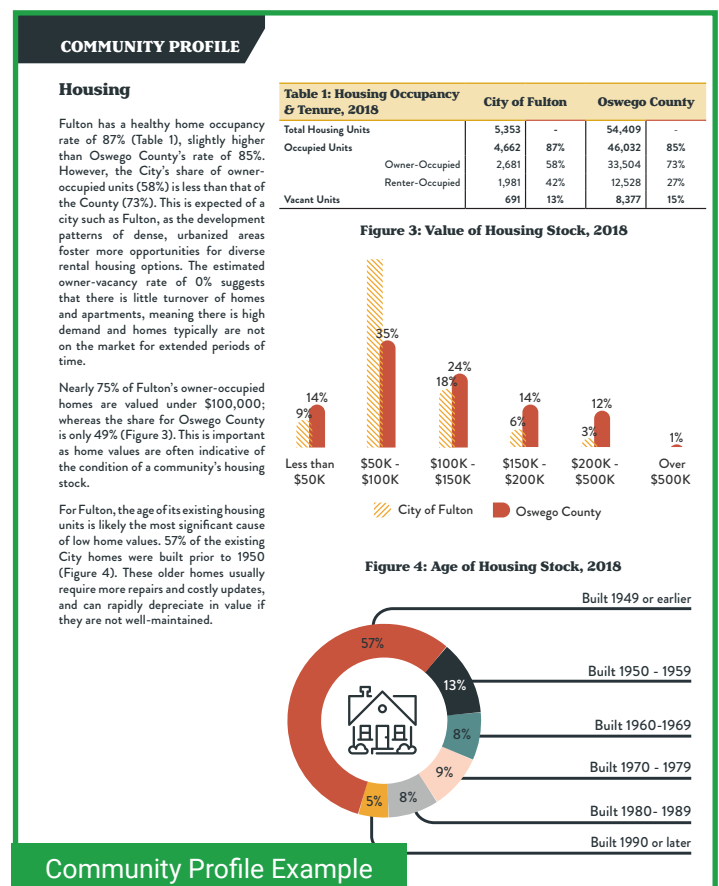 COMMUNITY PROFILE
Housing
Fulton has a healthy home occupancy
rate of 87% (Table 1), slightly higher
than Oswego County's rate of 85%.
However, the City's share of owner-
occupied units (58%) is less than that of
the County (73%). This is expected of a
city such as Fulton, as the development
patterns of dense, urbanized areas
foster more opportunities for diverse
rental housing options. The estimated
owner-vacancy rate of 0% suggests
that there is little turnover of homes
and apartments, meaning there is high
demand and homes typically are not
on the market for extended periods of
time.
Nearly 75% of Fulton's owner-occupied
homes are valued under $100,000;
whereas the share for Oswego County
is only 49% (Figure 3). This is important
as home values are often indicative of
the condition of a community's housing
stock.
For Fulton, the age of its existing housing
units is likely the most significant cause
of low home values. 57% of the existing
City homes were built prior to 1950
(Figure 4). These older homes usually
require more repairs and costly updates,
and can rapidly depreciate in value if
they are not well-maintained.
Table 1: Housing Occupancy
& Tenure, 2018
City of Fulton Oswego County
Total Housing Units 5,353 - 54,409 -
Occupied Units 4,662 87% 46,032 85%
Owner-Occupied 2,681 58% 33,504 73%
Renter-Occupied 1,981 42% 12,528 27%
Vacant Units 691 13% 8,377 15%
Figure 3: Value of Housing Stock, 2018
9% 14%
35%
18% 24%
6% 14%
3% 12%
1%
Less than
$50K
$50K -
$100K
$100K -
$150K
$150K -
$200K
$200K -
$500K
Over
$500K
City of Fulton Oswego County
Figure 4: Age of Housing Stock, 2018
57%
13%
8%
9%
8%
5%
Built 1949 or earlier
Built 1950 - 1959
Built 1960-1969
Built 1970 - 1979
Built 1980- 1989
Built 1990 or later
Community Profile Example